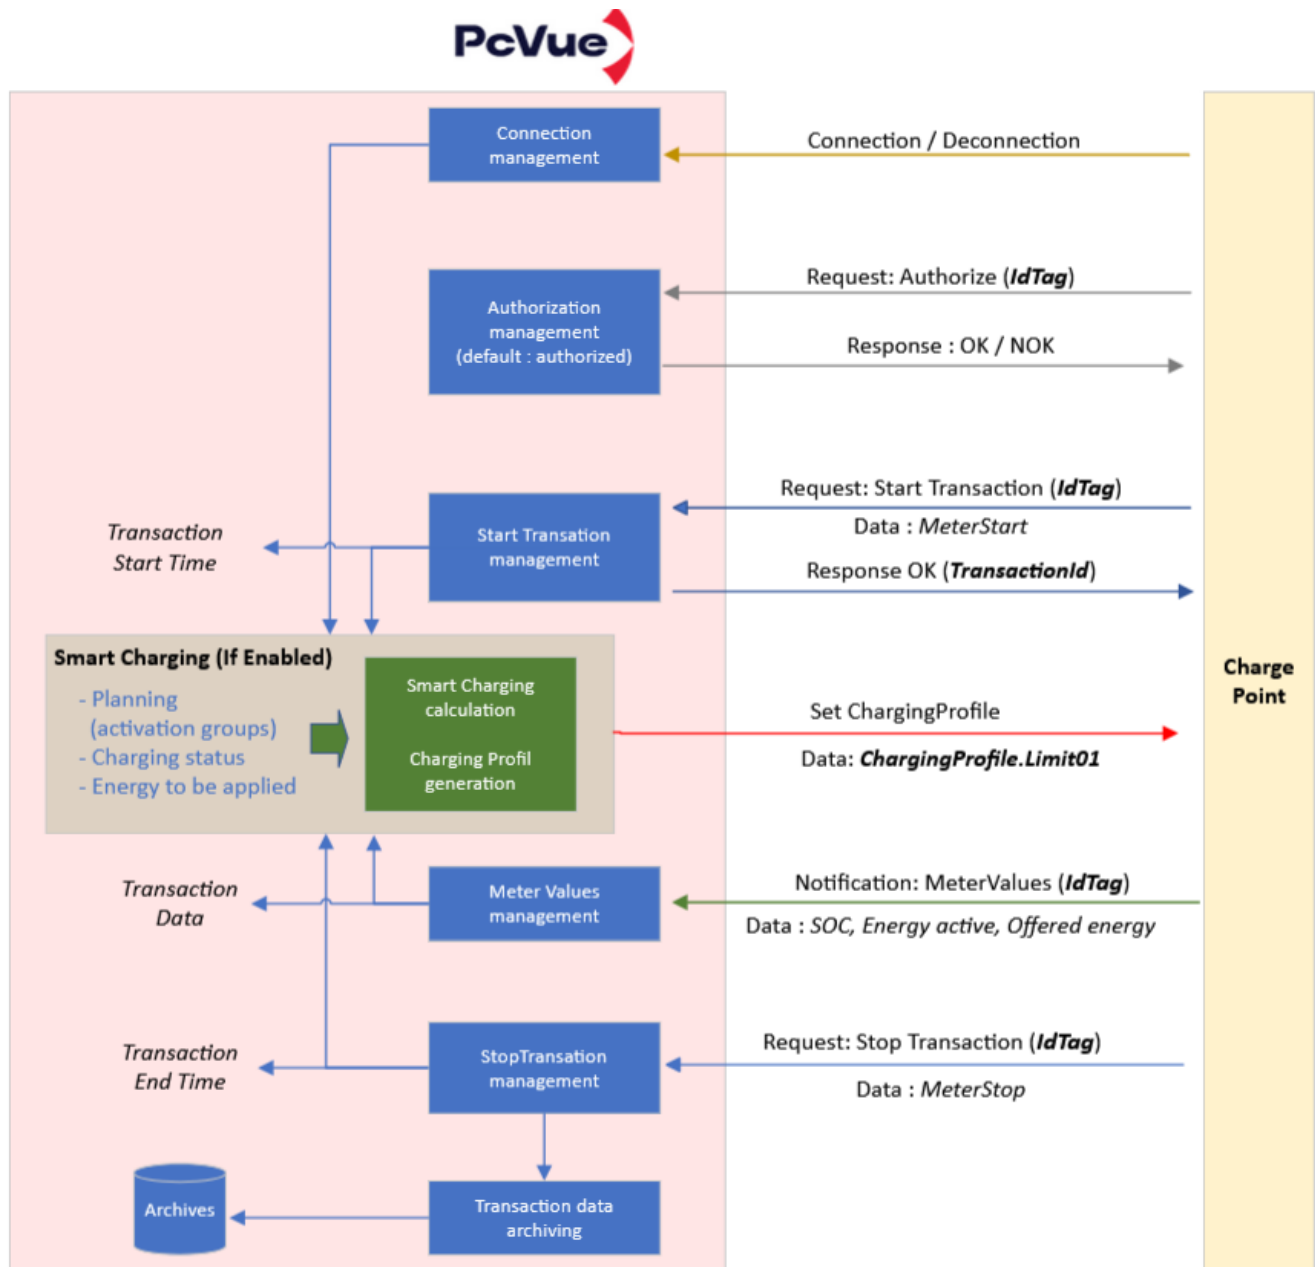 PcVue
Connection
management
Connection / Deconnection
Authorization
management
(default : authorized)
Request: Authorize (IdTag)
Response : OK / NOK
Transaction
Start Time
Start Transation
management
Request: Start Transaction (IdTag)
Data : MeterStart
Response OK (TransactionId)
Smart Charging (If Enabled)
- Planning
(activation groups)
- Charging status
- Energy to be applied
Smart Charging
calculation
Charging Profil
generation
Set ChargingProfile
Data: ChargingProfile.Limit01
Charge
Point
Transaction
Data
Meter Values
management
Notification: MeterValues (IdTag)
Data : SOC, Energy active, Offered energy
Transaction
End Time
StopTransation
management
Request: Stop Transaction (IdTag)
Data : MeterStop
Archives
Transaction data
archiving